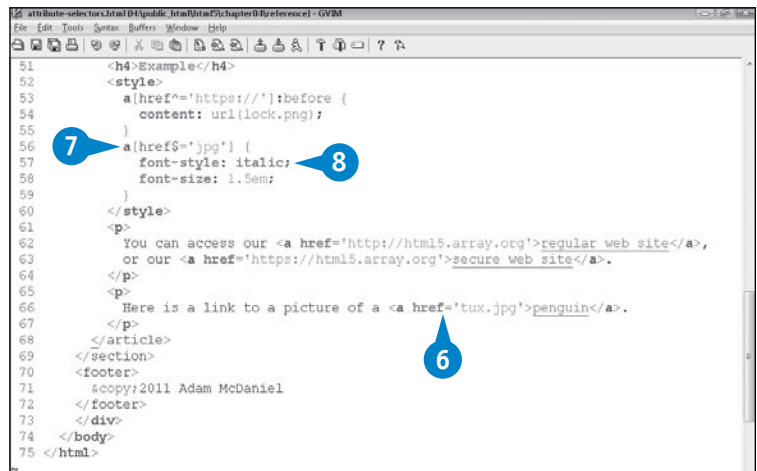 attribute-selectors.html (H:\public_html\html5\chapter04\reference) - GVIM
File Edit Tools Syntax Buffers Window Help
51 <h4>Example</h4>
52 <style>
53 a[href^='https://']:before {
54 content: url(lock.png);
55 }
56 a[href$='jpg'] {
57 font-style: italic;
58 font-size: 1.5em;
59 }
60 </style>
61 <p>
62 You can access our <a href='http://html5.array.org'>regular web site</a>,
63 or our <a href='https://html5.array.org'>secure web site</a>.
64 </p>
65 <p>
66 Here is a link to a picture of a <a href='tux.jpg'>penguin</a>.
67 </p>
68 </article>
69 </section>
70 <footer>
71 &copy;2011 Adam McDaniel
72 </footer>
73 </div>
74 </body>
75 </html>
~
7
8
6